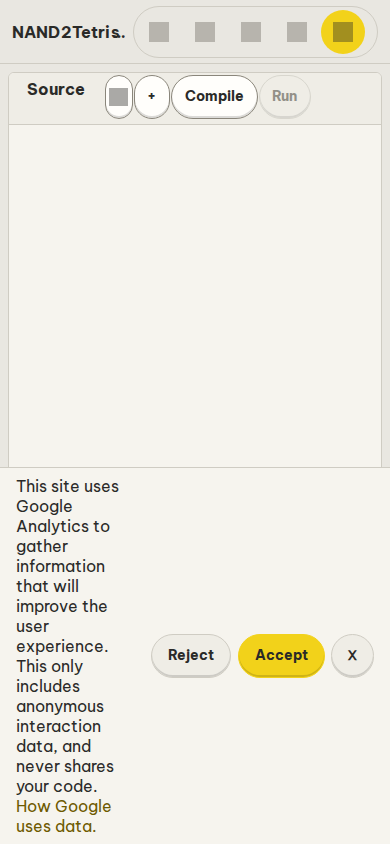 NAND2Tetris..
Source
+
Compile
Run
This site uses
Google
Analytics to
gather
information
that will
improve the
user
experience.
This only
includes
anonymous
interaction
data, and
never shares
your code.
How Google
uses data.
Reject
Accept
X